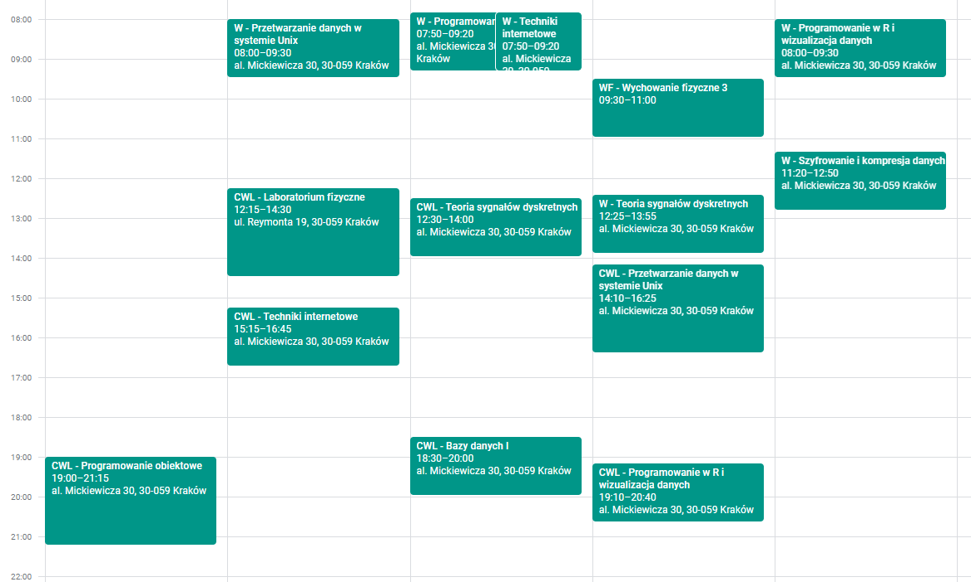 08:00
09:00
10:00
11:00
12:00
13:00
14:00
15:00
16:00
17:00
18:00
19:00
20:00
21:00
22:00
CWL - Programowanie obiektowe
19:00–21:15
al. Mickiewicza 30, 30-059 Kraków
W - Przetwarzanie danych w
systemie Unix
08:00–09:30
al. Mickiewicza 30, 30-059 Kraków
CWL - Laboratorium fizyczne
12:15–14:30
ul. Reymonta 19, 30-059 Kraków
CWL - Techniki internetowe
15:15–16:45
al. Mickiewicza 30, 30-059 Kraków
W - Programowan
07:50–09:20
al. Mickiewicza 30
Kraków
W - Techniki
internetowe
07:50–09:20
al. Mickiewicza
30, 30-059
CWL - Teoria sygnałów dyskretnych
12:30–14:00
al. Mickiewicza 30, 30-059 Kraków
CWL - Bazy danych I
18:30–20:00
al. Mickiewicza 30, 30-059 Kraków
WF - Wychowanie fizyczne 3
09:30–11:00
W - Teoria sygnałów dyskretnych
12:25–13:55
al. Mickiewicza 30, 30-059 Kraków
CWL - Przetwarzanie danych w
systemie Unix
14:10–16:25
al. Mickiewicza 30, 30-059 Kraków
CWL - Programowanie w R i
wizualizacja danych
19:10–20:40
al. Mickiewicza 30, 30-059 Kraków
W - Programowanie w R i
wizualizacja danych
08:00–09:30
al. Mickiewicza 30, 30-059 Kraków
W - Szyfrowanie i kompresja danych
11:20–12:50
al. Mickiewicza 30, 30-059 Kraków